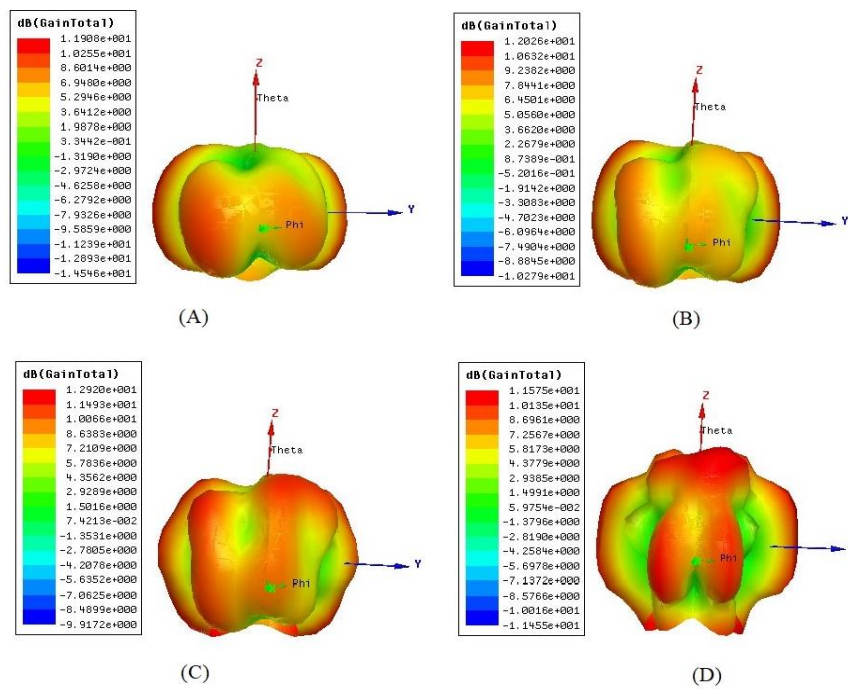 dB(GainTotal)
1.1908e+001
1.0255e+001
8.6014e+000
6.9480e+000
5.2946e+000
3.6412e+000
1.9878e+000
3.3442e-001
-1.3190e+000
-2.9724e+000
-4.6258e+000
-6.2792e+000
-7.9326e+000
-9.5859e+000
-1.1239e+001
-1.2893e+001
-1.4546e+001
Z
Theta
Y
Phi
(A)
dB(GainTotal)
1.2026e+001
1.0632e+001
9.2382e+000
7.8441e+000
6.4501e+000
5.0560e+000
3.6620e+000
2.2679e+000
8.7389e-001
-5.2016e-001
-1.9142e+000
-3.3083e+000
-4.7023e+000
-6.0964e+000
-7.4904e+000
-8.8845e+000
-1.0279e+001
Z
Theta
Y
Phi
(B)
dB(GainTotal)
1.2920e+001
1.1493e+001
1.0066e+001
8.6383e+000
7.2109e+000
5.7836e+000
4.3562e+000
2.9289e+000
1.5016e+000
7.4213e-002
-1.3531e+000
-2.7805e+000
-4.2078e+000
-5.6352e+000
-7.0625e+000
-8.4899e+000
-9.9172e+000
Z
Theta
Y
Phi
(C)
dB(GainTotal)
1.1575e+001
1.0135e+001
8.6961e+000
7.2567e+000
5.8173e+000
4.3779e+000
2.9385e+000
1.4991e+000
5.9754e-002
-1.3796e+000
-2.8190e+000
-4.2584e+000
-5.6978e+000
-7.1372e+000
-8.5766e+000
-1.0016e+001
-1.1455e+001
Z
Theta
Phi
(D)